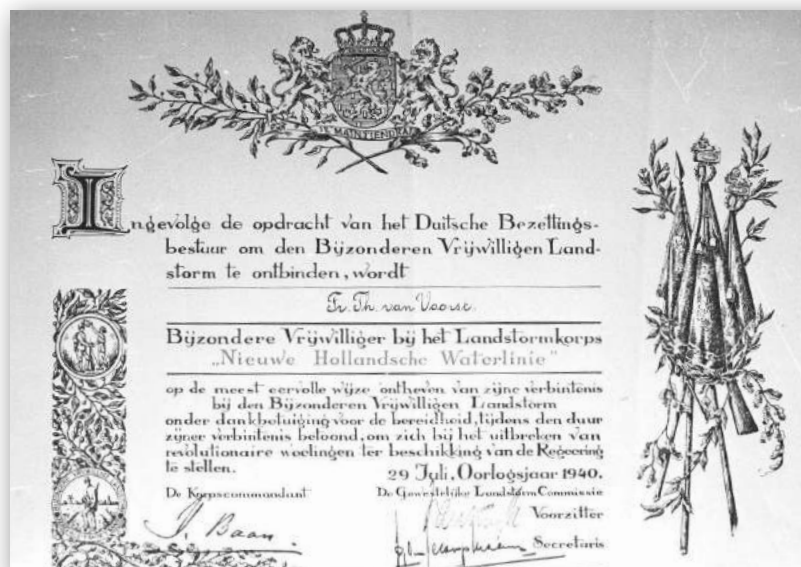 JE MAINTIENDRAI
Ingevolge de opdracht van het Duitsche Bezettings-
bestuur om den Bijzonderen Vrijwilligen Land-
storm te ontbinden, wordt
Fr. Th. van Voorse.
Bijzondere Vrijwilliger bij het Landstormkorps
„Nieuwe Hollandsche Waterlinie”
op de meest eervolle wijze ontheven van zijne verbintenis
bij den Bijzonderen Vrijwilligen Landstorm
onder dankbetuiging voor de bereidheid, tijdens den duur
zijner verbintenis betoond, om zich bij het uitbreken van
revolutionaire woelingen ter beschikking van de Regeering
te stellen.
29 Juli, Oorlogsjaar 1940.
De Korpscommandant
De Gewestelijke Landstorm Commissie
Voorzitter
Baan
Secretaris